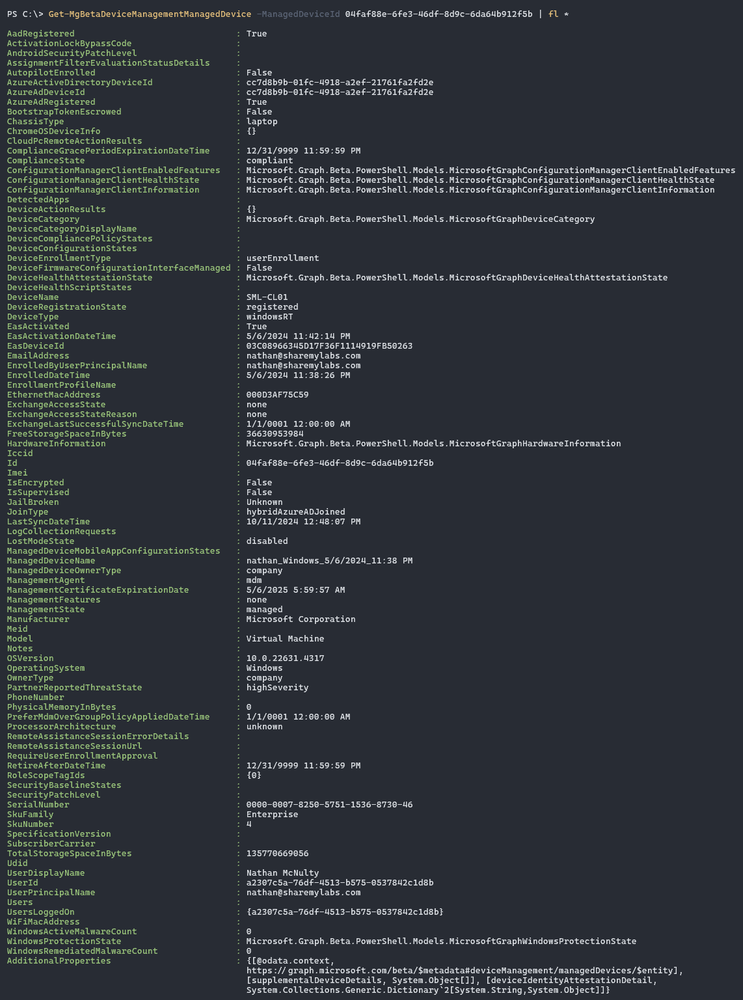 PS C:\> Get-MgBetaDeviceManagementManagedDevice -ManagedDeviceId 04faf88e-6fe3-46df-8d9c-6da64b912f5b | fl *
AadRegistered : True
ActivationLockBypassCode :
AndroidSecurityPatchLevel :
AssignmentFilterEvaluationStatusDetails :
AutopilotEnrolled : False
AzureActiveDirectoryDeviceId : cc7d8b9b-01fc-4918-a2ef-21761fa2fd2e
AzureAdDeviceId : cc7d8b9b-01fc-4918-a2ef-21761fa2fd2e
AzureAdRegistered : True
BootstrapTokenEscrowed : False
ChassisType : laptop
ChromeOSDeviceInfo : {}
CloudPcRemoteActionResults :
ComplianceGracePeriodExpirationDateTime : 12/31/9999 11:59:59 PM
ComplianceState : compliant
ConfigurationManagerClientEnabledFeatures : Microsoft.Graph.Beta.PowerShell.Models.MicrosoftGraphConfigurationManagerClientEnabledFeatures
ConfigurationManagerClientHealthState : Microsoft.Graph.Beta.PowerShell.Models.MicrosoftGraphConfigurationManagerClientHealthState
ConfigurationManagerClientInformation : Microsoft.Graph.Beta.PowerShell.Models.MicrosoftGraphConfigurationManagerClientInformation
DetectedApps :
DeviceActionResults : {}
DeviceCategory : Microsoft.Graph.Beta.PowerShell.Models.MicrosoftGraphDeviceCategory
DeviceCategoryDisplayName :
DeviceCompliancePolicyStates :
DeviceConfigurationStates :
DeviceEnrollmentType : userEnrollment
DeviceFirmwareConfigurationInterfaceManaged : False
DeviceHealthAttestationState : Microsoft.Graph.Beta.PowerShell.Models.MicrosoftGraphDeviceHealthAttestationState
DeviceHealthScriptStates :
DeviceName : SML-CL01
DeviceRegistrationState : registered
DeviceType : windowsRT
EasActivated : True
EasActivationDateTime : 5/6/2024 11:42:14 PM
EasDeviceId : 03C08966345D17F36F1114919FB50263
EmailAddress : nathan@sharemylabs.com
EnrolledByUserPrincipalName : nathan@sharemylabs.com
EnrolledDateTime : 5/6/2024 11:38:26 PM
EnrollmentProfileName :
EthernetMacAddress : 000D3AF75C59
ExchangeAccessState : none
ExchangeAccessStateReason : none
ExchangeLastSuccessfulSyncDateTime : 1/1/0001 12:00:00 AM
FreeStorageSpaceInBytes : 36630953984
HardwareInformation : Microsoft.Graph.Beta.PowerShell.Models.MicrosoftGraphHardwareInformation
Iccid :
Id : 04faf88e-6fe3-46df-8d9c-6da64b912f5b
Imei :
IsEncrypted : False
IsSupervised : False
JailBroken : Unknown
JoinType : hybridAzureADJoined
LastSyncDateTime : 10/11/2024 12:48:07 PM
LogCollectionRequests :
LostModeState : disabled
ManagedDeviceMobileAppConfigurationStates :
ManagedDeviceName : nathan_Windows_5/6/2024_11:38 PM
ManagedDeviceOwnerType : company
ManagementAgent : mdm
ManagementCertificateExpirationDate : 5/6/2025 5:59:57 AM
ManagementFeatures : none
ManagementState : managed
Manufacturer : Microsoft Corporation
Meid :
Model : Virtual Machine
Notes :
OSVersion : 10.0.22631.4317
OperatingSystem : Windows
OwnerType : company
PartnerReportedThreatState : highSeverity
PhoneNumber :
PhysicalMemoryInBytes : 0
PreferMdmOverGroupPolicyAppliedDateTime : 1/1/0001 12:00:00 AM
ProcessorArchitecture : unknown
RemoteAssistanceSessionErrorDetails :
RemoteAssistanceSessionUrl :
RequireUserEnrollmentApproval :
RetireAfterDateTime : 12/31/9999 11:59:59 PM
RoleScopeTagIds : {0}
SecurityBaselineStates :
SecurityPatchLevel :
SerialNumber : 0000-0007-8250-5751-1536-8730-46
SkuFamily : Enterprise
SkuNumber : 4
SpecificationVersion :
SubscriberCarrier :
TotalStorageSpaceInBytes : 135770669056
Udid :
UserDisplayName : Nathan McNulty
UserId : a2307c5a-76df-4513-b575-0537842c1d8b
UserPrincipalName : nathan@sharemylabs.com
Users :
UsersLoggedOn : {a2307c5a-76df-4513-b575-0537842c1d8b}
WiFiMacAddress :
WindowsActiveMalwareCount : 0
WindowsProtectionState : Microsoft.Graph.Beta.PowerShell.Models.MicrosoftGraphWindowsProtectionState
WindowsRemediatedMalwareCount : 0
AdditionalProperties : {[@odata.context,
https://graph.microsoft.com/beta/$metadata#deviceManagement/managedDevices/$entity],
[supplementalDeviceDetails, System.Object[]], [deviceIdentityAttestationDetail,
System.Collections.Generic.Dictionary`2[System.String,System.Object]]}